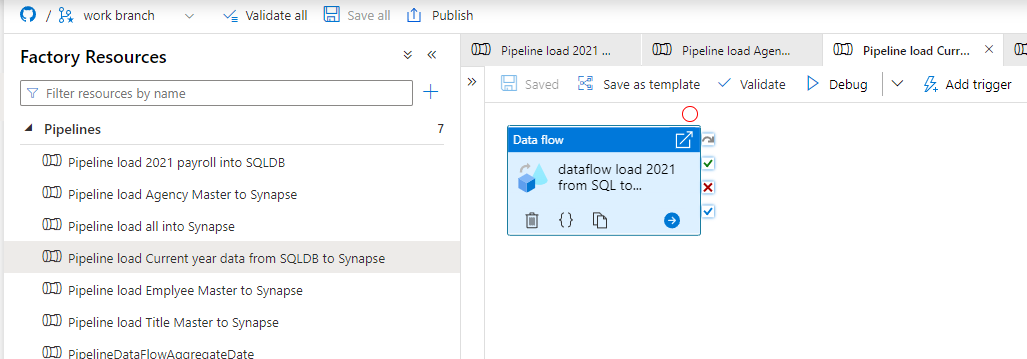 / work branch Validate all Save all Publish
Factory Resources
Filter resources by name
Pipelines 7
Pipeline load 2021 payroll into SQLDB
Pipeline load Agency Master to Synapse
Pipeline load all into Synapse
Pipeline load Current year data from SQLDB to Synapse
Pipeline load Emplyee Master to Synapse
Pipeline load Title Master to Synapse
PipelineDataFlowAggregateDate
Pipeline load 2021 ... Pipeline load Agen... Pipeline load Curr...
Saved Save as template Validate Debug Add trigger
Data flow
dataflow load 2021
from SQL to...
{}